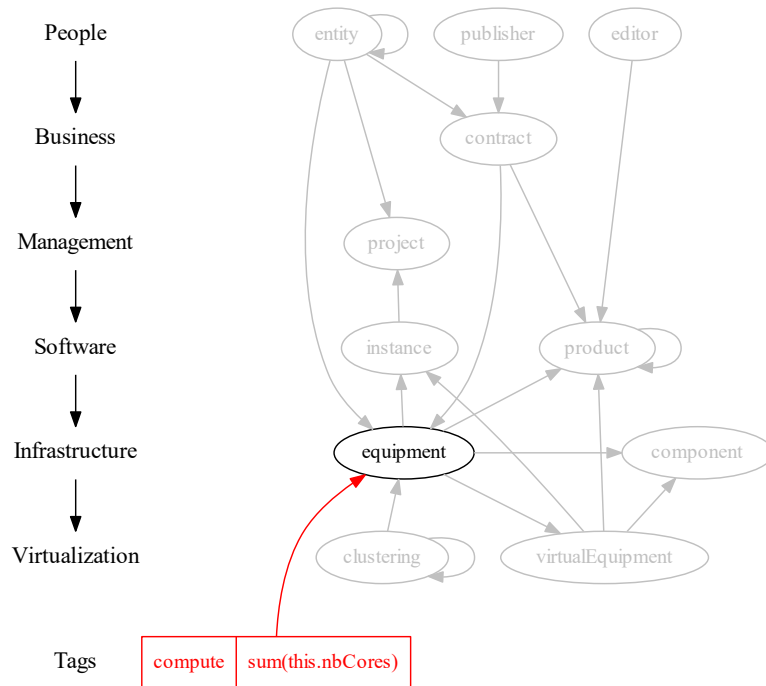 People
entity
publisher
editor
Business
contract
Management
project
Software
instance
product
Infrastructure
equipment
component
Virtualization
clustering
virtualEquipment
Tags
compute
sum(this.nbCores)